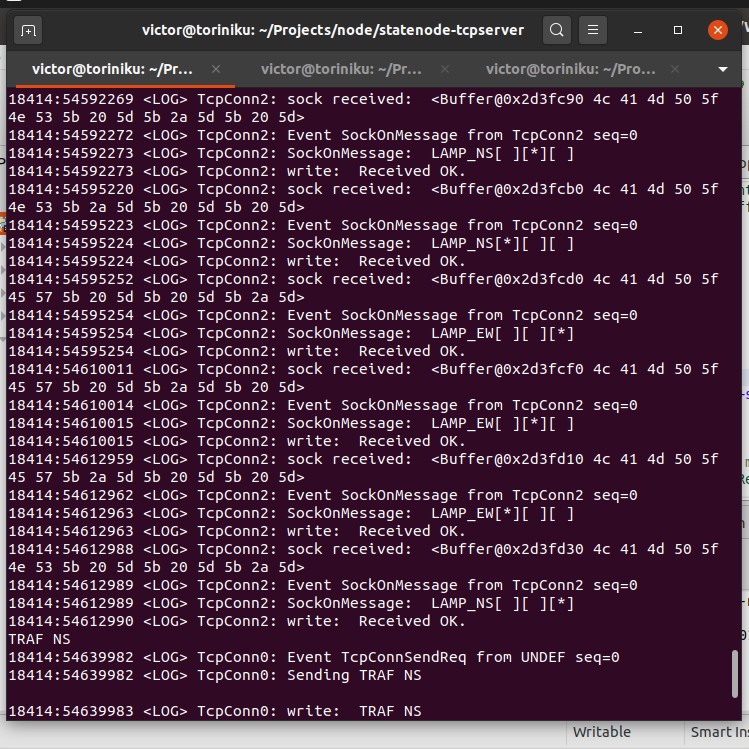 victor@toriniku: ~/Projects/node/statenode-tcpserver
victor@toriniku: ~/Pr... × victor@toriniku: ~/Pr... × victor@toriniku: ~/Pro... ×
18414:54592269 <LOG> TcpConn2: sock received:  <Buffer@0x2d3fc90 4c 41 4d 50 5f
4e 53 5b 20 5d 5b 2a 5d 5b 20 5d>
18414:54592272 <LOG> TcpConn2: Event SockOnMessage from TcpConn2 seq=0
18414:54592273 <LOG> TcpConn2: SockOnMessage:  LAMP_NS[ ][*][ ]
18414:54592273 <LOG> TcpConn2: write:  Received OK.
18414:54595220 <LOG> TcpConn2: sock received:  <Buffer@0x2d3fcb0 4c 41 4d 50 5f
4e 53 5b 2a 5d 5b 20 5d 5b 20 5d>
18414:54595223 <LOG> TcpConn2: Event SockOnMessage from TcpConn2 seq=0
18414:54595224 <LOG> TcpConn2: SockOnMessage:  LAMP_NS[*][ ][ ]
18414:54595224 <LOG> TcpConn2: write:  Received OK.
18414:54595252 <LOG> TcpConn2: sock received:  <Buffer@0x2d3fcd0 4c 41 4d 50 5f
45 57 5b 20 5d 5b 20 5d 5b 2a 5d>
18414:54595254 <LOG> TcpConn2: Event SockOnMessage from TcpConn2 seq=0
18414:54595254 <LOG> TcpConn2: SockOnMessage:  LAMP_EW[ ][ ][*]
18414:54595254 <LOG> TcpConn2: write:  Received OK.
18414:54610011 <LOG> TcpConn2: sock received:  <Buffer@0x2d3fcf0 4c 41 4d 50 5f
45 57 5b 20 5d 5b 2a 5d 5b 20 5d>
18414:54610014 <LOG> TcpConn2: Event SockOnMessage from TcpConn2 seq=0
18414:54610015 <LOG> TcpConn2: SockOnMessage:  LAMP_EW[ ][*][ ]
18414:54610015 <LOG> TcpConn2: write:  Received OK.
18414:54612959 <LOG> TcpConn2: sock received:  <Buffer@0x2d3fd10 4c 41 4d 50 5f
45 57 5b 2a 5d 5b 20 5d 5b 20 5d>
18414:54612962 <LOG> TcpConn2: Event SockOnMessage from TcpConn2 seq=0
18414:54612963 <LOG> TcpConn2: SockOnMessage:  LAMP_EW[*][ ][ ]
18414:54612963 <LOG> TcpConn2: write:  Received OK.
18414:54612988 <LOG> TcpConn2: sock received:  <Buffer@0x2d3fd30 4c 41 4d 50 5f
4e 53 5b 20 5d 5b 20 5d 5b 2a 5d>
18414:54612989 <LOG> TcpConn2: Event SockOnMessage from TcpConn2 seq=0
18414:54612989 <LOG> TcpConn2: SockOnMessage:  LAMP_NS[ ][ ][*]
18414:54612990 <LOG> TcpConn2: write:  Received OK.
TRAF NS
18414:54639982 <LOG> TcpConn0: Event TcpConnSendReq from UNDEF seq=0
18414:54639982 <LOG> TcpConn0: Sending TRAF NS
18414:54639983 <LOG> TcpConn0: write:  TRAF NS
Writable Smart